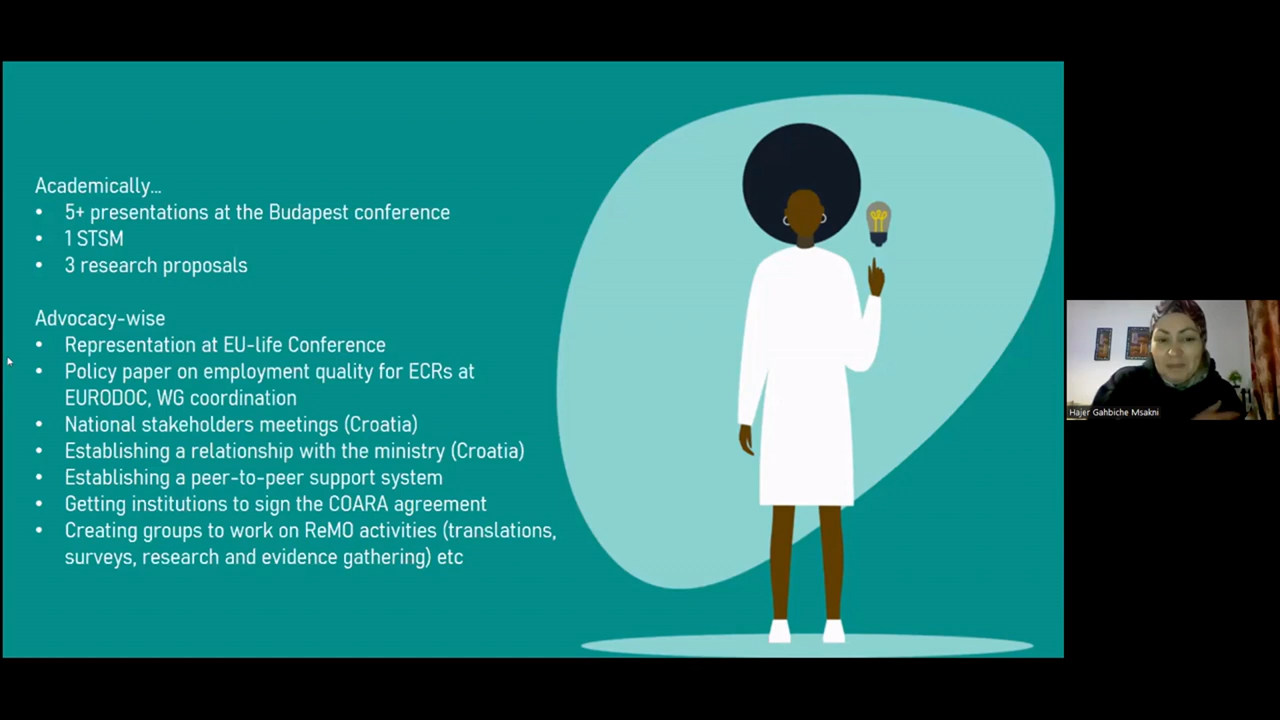 Academically...
• 5+ presentations at the Budapest conference
• 1 STSM
• 3 research proposals
Advocacy-wise
• Representation at EU-life Conference
• Policy paper on employment quality for ECRs at
EURODOC, WG coordination
• National stakeholders meetings (Croatia)
• Establishing a relationship with the ministry (Croatia)
• Establishing a peer-to-peer support system
• Getting institutions to sign the COARA agreement
• Creating groups to work on ReMO activities (translations,
surveys, research and evidence gathering) etc
Hajer Gahbiche Msakni